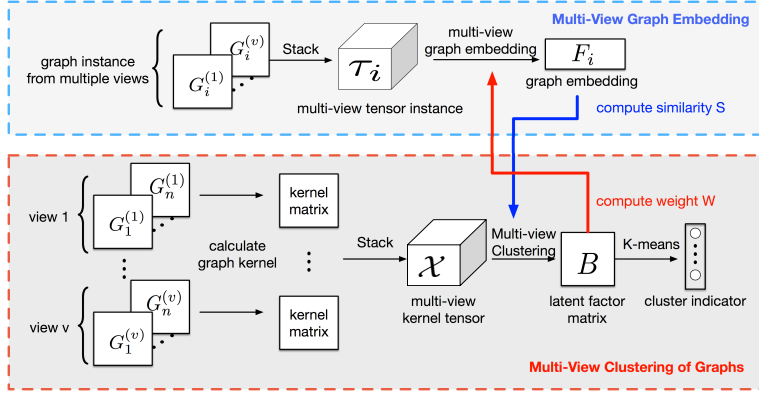 Multi-View Graph Embedding
graph instance
from multiple views
G_i^{(v)}
G_i^{(1)}
Stack
τ_i
multi-view tensor instance
multi-view
graph embedding
F_i
graph embedding
compute similarity S
view 1
G_n^{(1)}
G_1^{(1)}
kernel
matrix
calculate
graph kernel
view v
G_n^{(v)}
G_1^{(v)}
kernel
matrix
Stack
X
multi-view
kernel tensor
Multi-view
Clustering
compute weight W
B
latent factor
matrix
K-means
cluster indicator
Multi-View Clustering of Graphs